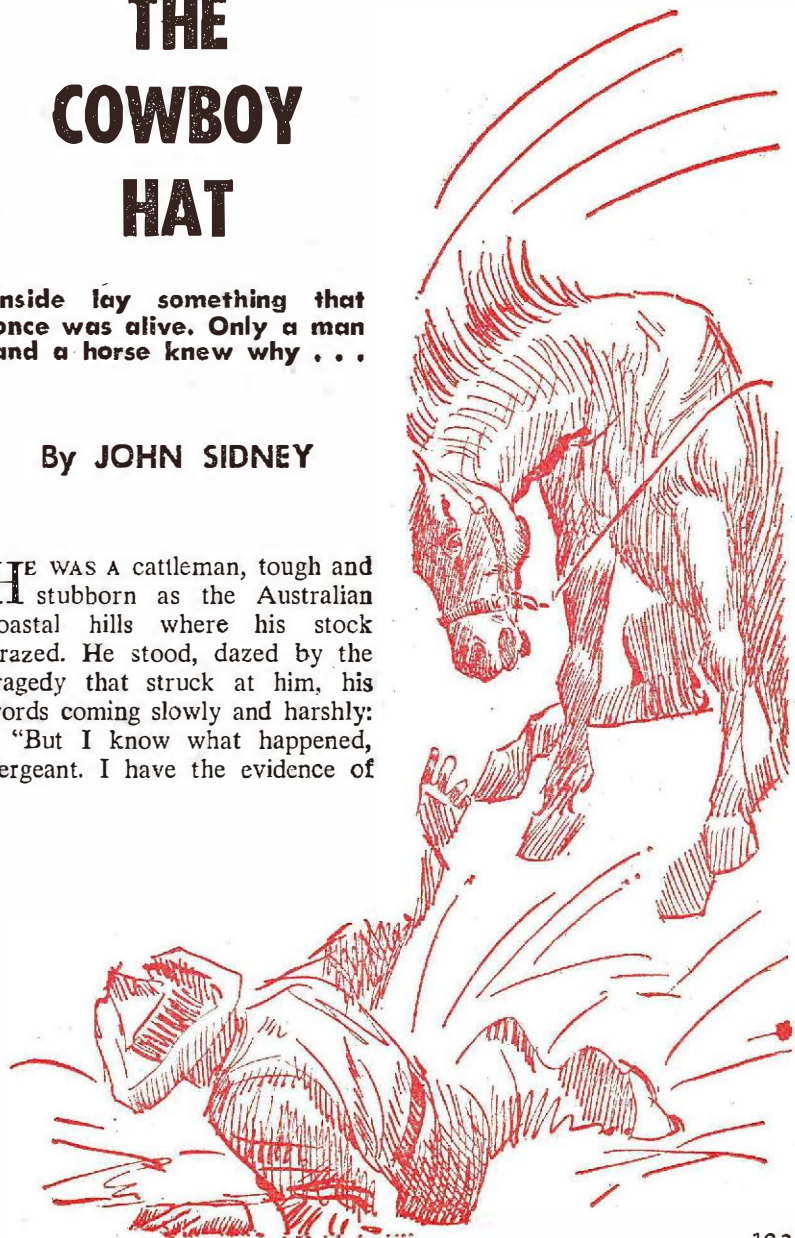 THE
COWBOY
HAT
nside lay something that
once was alive. Only a man
and a horse knew why . . .
By JOHN SIDNEY
HE WAS A cattleman, tough and
stubborn as the Australian
oastal hills where his stock
razed. He stood, dazed by the
ragedy that struck at him, his
ords coming slowly and harshly:
"But I know what happened,
ergeant. I have the evidence of